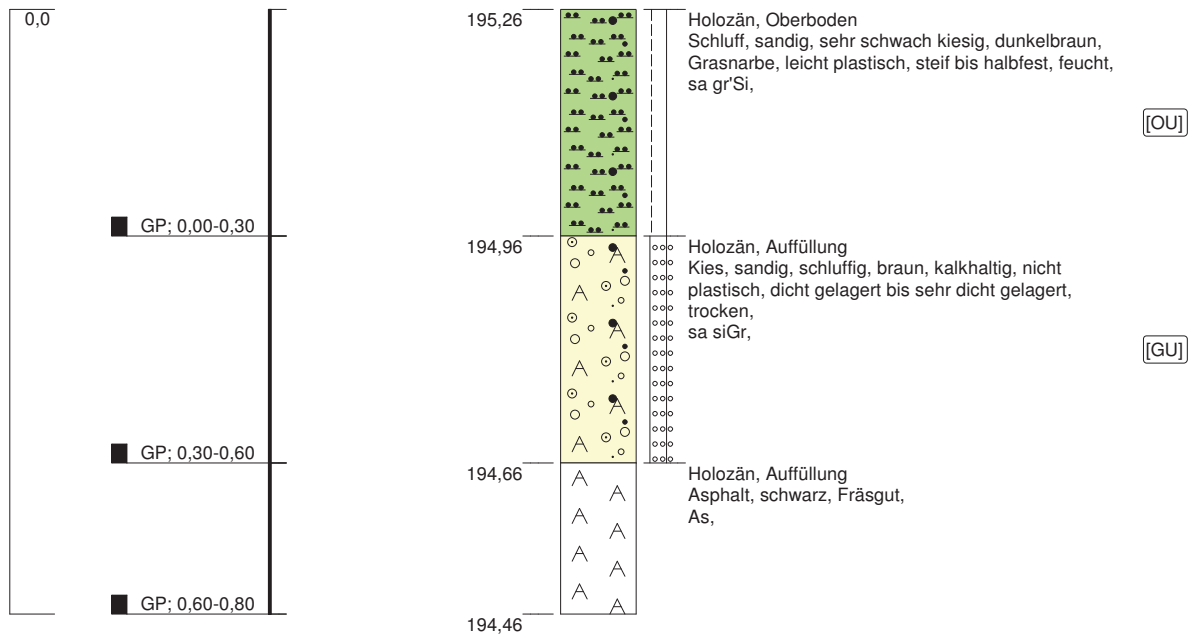 0,0
195,26
Holozän, Oberboden
Schluff, sandig, sehr schwach kiesig, dunkelbraun,
Grasnarbe, leicht plastisch, steif bis halbfest, feucht,
sa gr'Si,
[OU]
GP; 0,00-0,30
194,96
Holozän, Auffüllung
Kies, sandig, schluffig, braun, kalkhaltig, nicht
plastisch, dicht gelagert bis sehr dicht gelagert,
trocken,
sa siGr,
[GU]
GP; 0,30-0,60
194,66
Holozän, Auffüllung
Asphalt, schwarz, Fräsgut,
As,
GP; 0,60-0,80
194,46